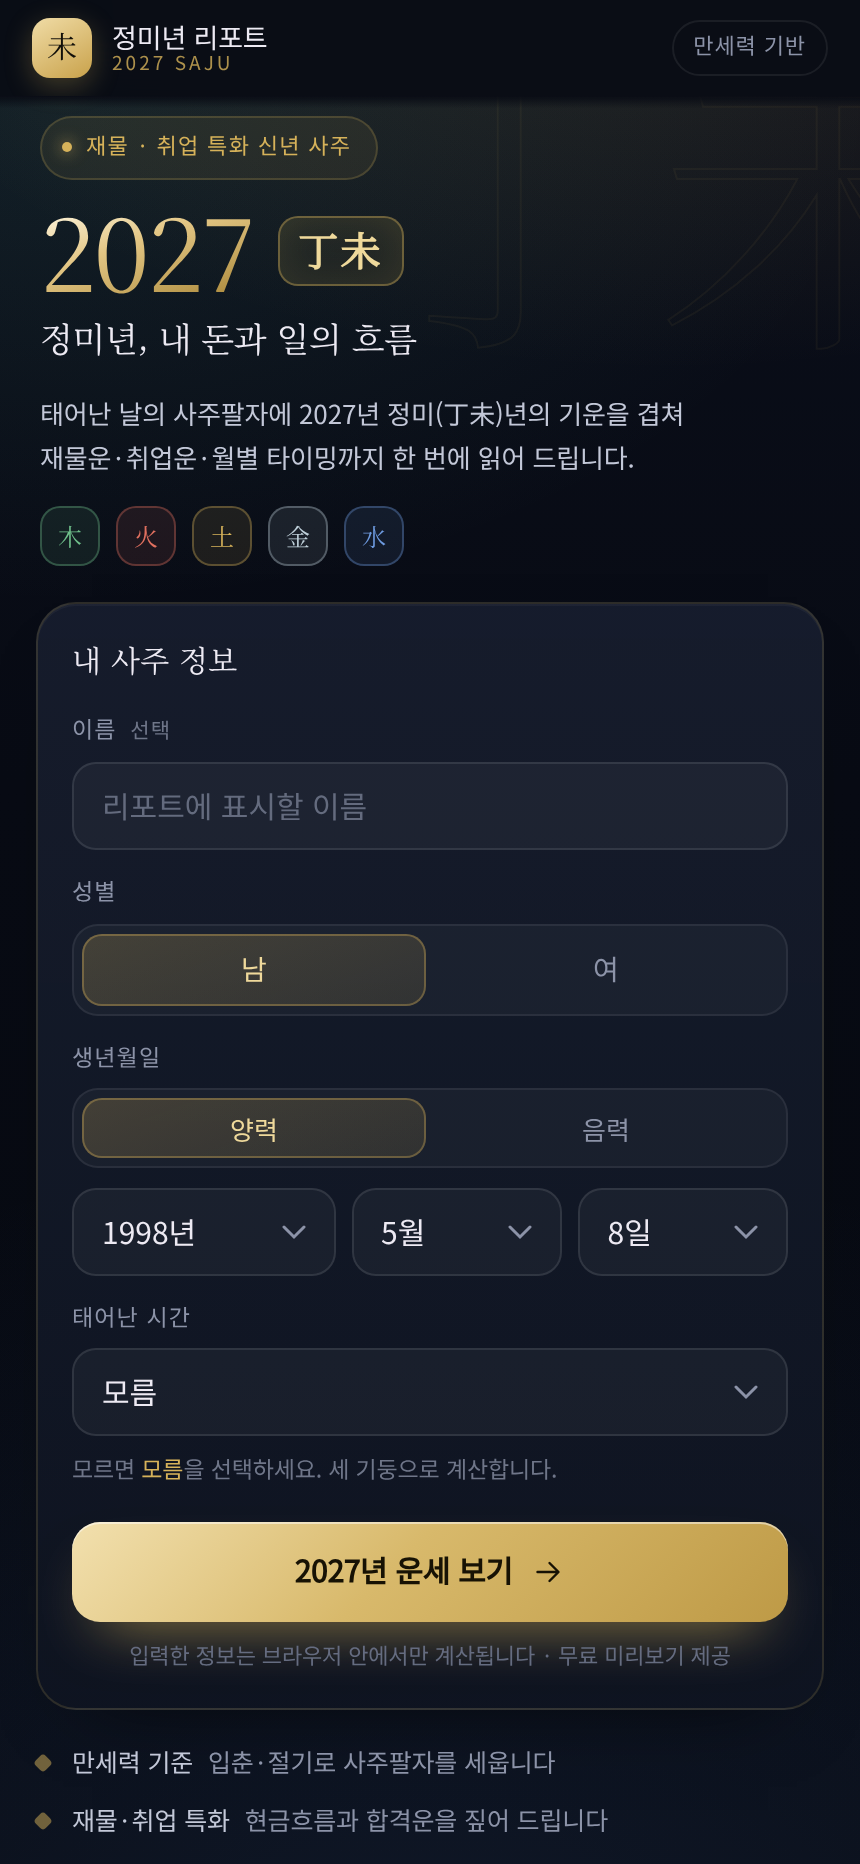 未
정미년 리포트
2027 SAJU
만세력 기반
재물 · 취업 특화 신년 사주
2027 丁未
정미년, 내 돈과 일의 흐름
태어난 날의 사주팔자에 2027년 정미(丁未)년의 기운을 겹쳐
재물운·취업운·월별 타이밍까지 한 번에 읽어 드립니다.
木 火 土 金 水
내 사주 정보
이름 선택
리포트에 표시할 이름
성별
남 여
생년월일
양력 음력
1998년 5월 8일
태어난 시간
모름
모르면 모름을 선택하세요. 세 기둥으로 계산합니다.
2027년 운세 보기 →
입력한 정보는 브라우저 안에서만 계산됩니다 · 무료 미리보기 제공
만세력 기준 입춘·절기로 사주팔자를 세웁니다
재물·취업 특화 현금흐름과 합격운을 짚어 드립니다